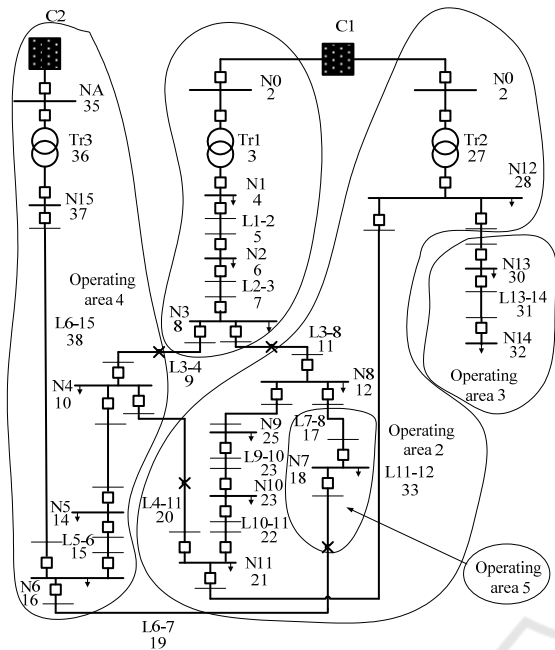 C2
C1
NA
35
N0
2
N0
2
Tr3
36
Tr1
3
Tr2
27
N12
28
N15
37
N1
4
L1-2
5
N2
6
L2-3
7
N13
30
L13-14
31
N14
32
Operating
area 4
N3
8
L6-15
38
L3-8
11
Operating
area 3
L3-4
9
N4
10
N8
12
N9
25
L7-8
17
Operating
area 2
L9-10
23
N7
18
L11-12
33
N10
23
L4-11
20
N5
14
L5-6
15
L10-11
22
N11
21
N6
16
Operating
area 5
L6-7
19